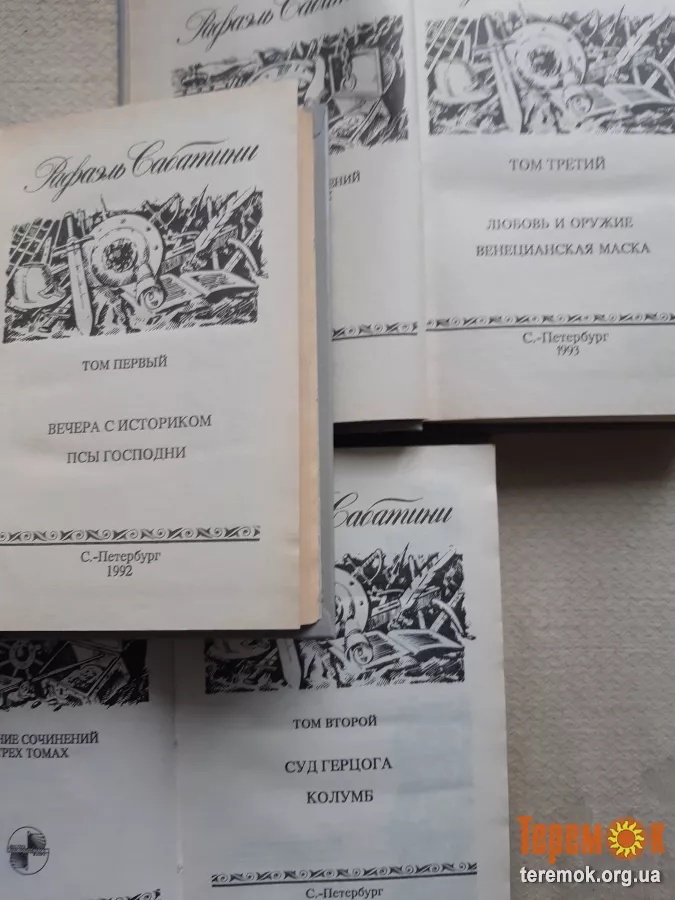 Рафаэль Сабатини
ТОМ ТРЕТИЙ
ЛЮБОВЬ И ОРУЖИЕ
ВЕНЕЦИАНСКАЯ МАСКА
С.-Петербург
1993
Рафаэль Сабатини
ТОМ ПЕРВЫЙ
ВЕЧЕРА С ИСТОРИКОМ
ПСЫ ГОСПОДНИ
С.-Петербург
1992
Сабатини
ТОМ ВТОРОЙ
СУД ГЕРЦОГА
КОЛУМБ
С.-Петербург
НИЕ СОЧИНЕНИЙ
ТРЕХ ТОМАХ
Теремок
teremok.org.ua